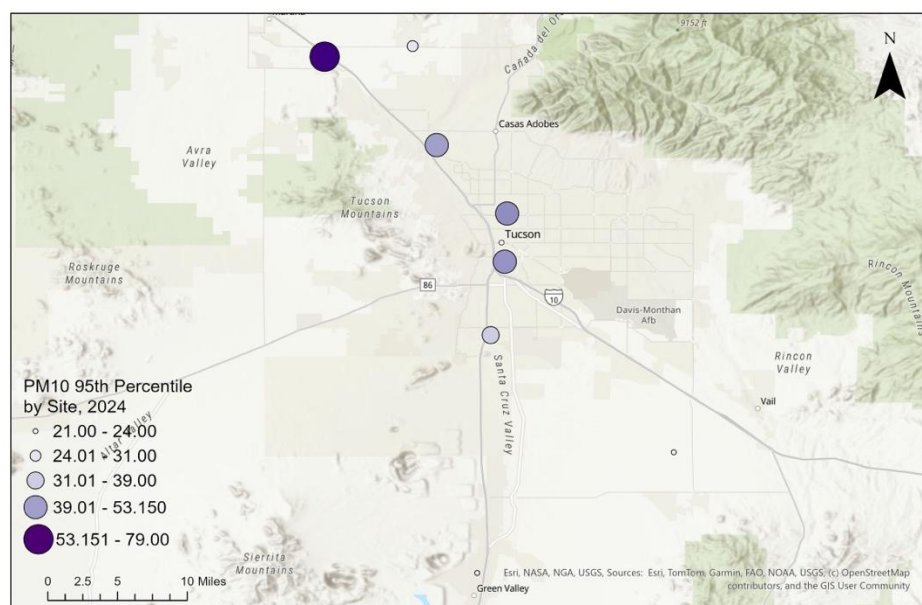 9152 ft
Cañada del Oro
N
Casas Adobes
Avra
Valley
Tucson
Mountains
Tucson
Roskruge
Mountains
86
10
Davis-Monthan
Afb
Rincon Mountains
Rincon
Valley
Santa Cruz Valley
Vail
PM10 95th Percentile
by Site, 2024
21.00 - 24.00
24.01 - 31.00
31.01 - 39.00
39.01 - 53.150
53.151 - 79.00
Altar Valley
Sierrita
Mountains
0 2.5 5 10 Miles
Green Valley
Esri, NASA, NGA, USGS, Sources: Esri, TomTom, Garmin, FAO, NOAA, USGS, (c) OpenStreetMap
contributors, and the GIS User Community